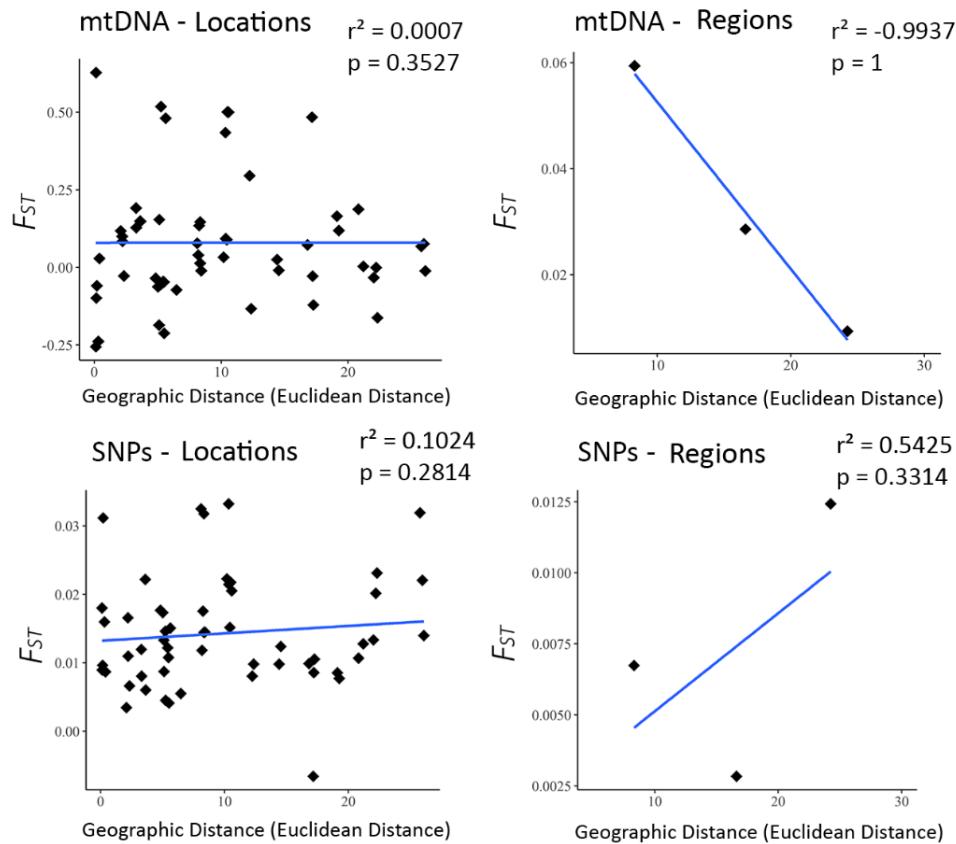 mtDNA - Locations
r² = 0.0007
p = 0.3527
FST
0.50
0.25
0.00
-0.25
0
10
20
Geographic Distance (Euclidean Distance)
mtDNA - Regions
r² = -0.9937
p = 1
FST
0.06
0.04
0.02
10
20
30
Geographic Distance (Euclidean Distance)
SNPs - Locations
r² = 0.1024
p = 0.2814
FST
0.03
0.02
0.01
0.00
0
10
20
Geographic Distance (Euclidean Distance)
SNPs - Regions
r² = 0.5425
p = 0.3314
FST
0.0125
0.0100
0.0075
0.0050
0.0025
10
20
30
Geographic Distance (Euclidean Distance)